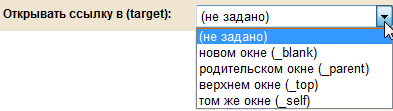 Открывать ссылку в (target): (не задано)
(не задано)
новом окне (_blank)
родительском окне (_parent)
верхнем окне (_top)
том же окне (_self)